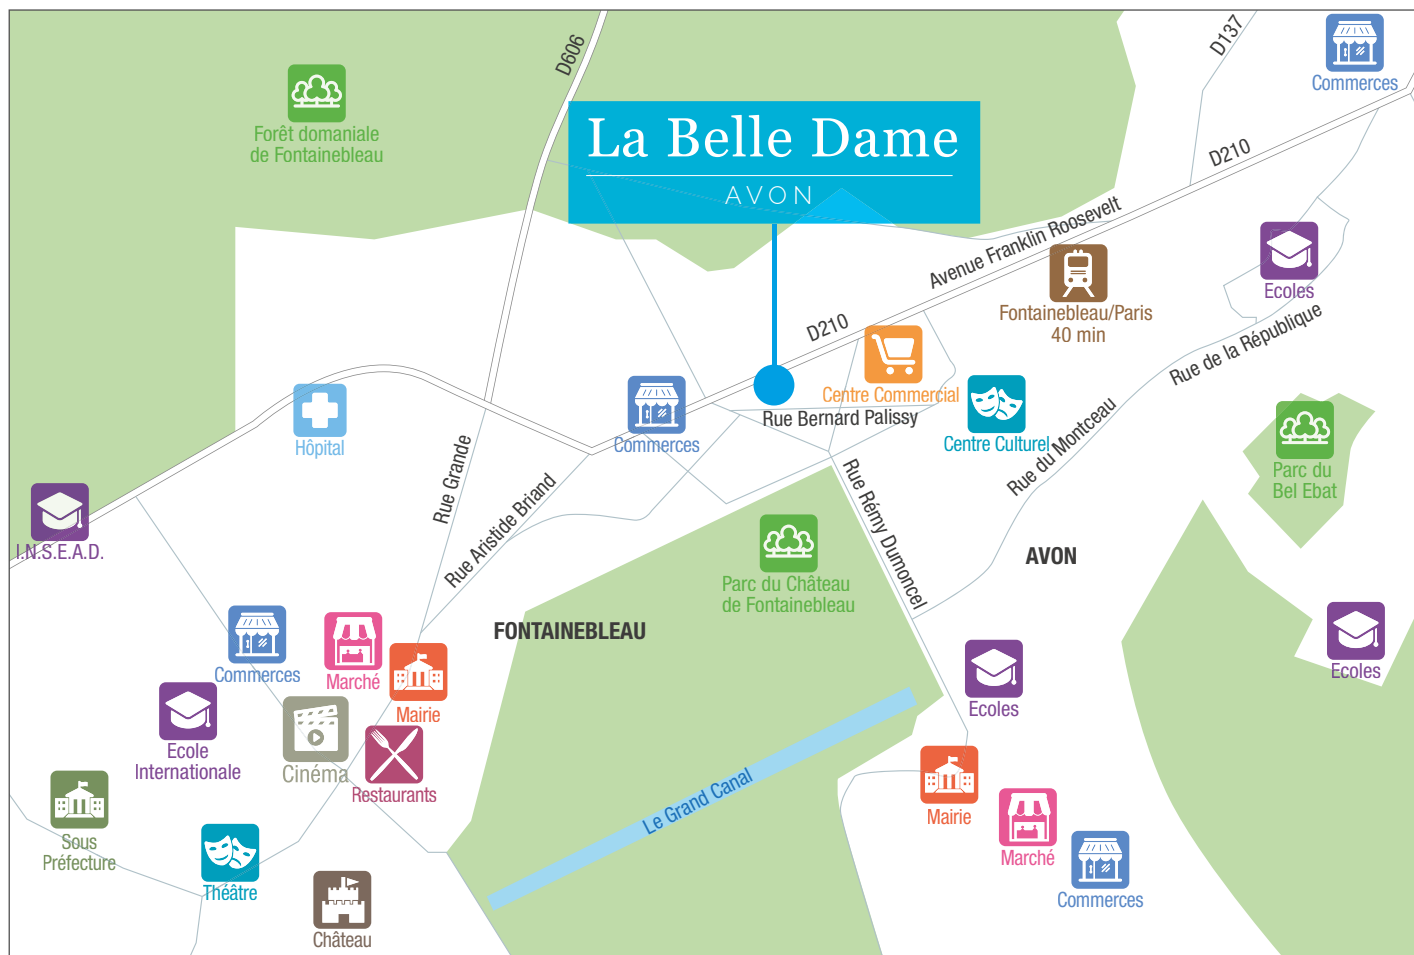 D606
D137
Commerces
Forêt domaniale
de Fontainebleau
La Belle Dame
AVON
D210
Avenue Franklin Roosevelt
Ecoles
Fontainebleau/Paris
40 min
D210
Rue de la République
Centre Commercial
Rue Bernard Palissy
Commerces
Hôpital
Centre Culturel
Rue du Montceau
Parc du
Bel Ebat
Rue Grande
Rue Aristide Briand
Rue Rémy Dumoncel
I.N.S.E.A.D.
AVON
Parc du Château
de Fontainebleau
FONTAINEBLEAU
Commerces
Marché
Mairie
Ecoles
Ecoles
Ecole
Internationale
Cinéma
Restaurants
Le Grand Canal
Mairie
Sous
Préfecture
Marché
Théâtre
Commerces
Château